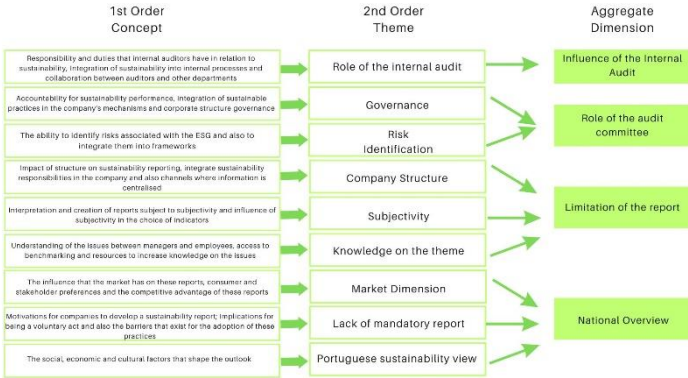 1st Order
Concept
2nd Order
Theme
Aggregate
Dimension
Responsibility and duties that internal auditors have in relation to
sustainability, Integration of sustainability into internal processes and
collaboration between auditors and other departments
Role of the internal audit
Influence of the Internal
Audit
Accountability for sustainability performance, integration of sustainable
practices in the company's mechanisms and corporate structure governance
Governance
Role of the audit
committee
The ability to identify risks associated with the ESG and also to
integrate them into frameworks
Risk
Identification
Impact of structure on sustainability reporting, integrate sustainability
responsibilities in the company and also channels where information is
centralised
Company Structure
Limitation of the report
Interpretation and creation of reports subject to subjectivity and influence of
subjectivity in the choice of indicators
Subjectivity
Understanding of the issues between managers and employees, access to
benchmarking and resources to increase knowledge on the issues
Knowledge on the theme
The influence that the market has on these reports, consumer and
stakeholder preferences and the competitive advantage of these reports
Market Dimension
National Overview
Motivations for companies to develop a sustainability report; Implications for
being a voluntary act and also the barriers that exist for the adoption of these
practices
Lack of mandatory report
The social, economic and cultural factors that shape the outlook
Portuguese sustainability view